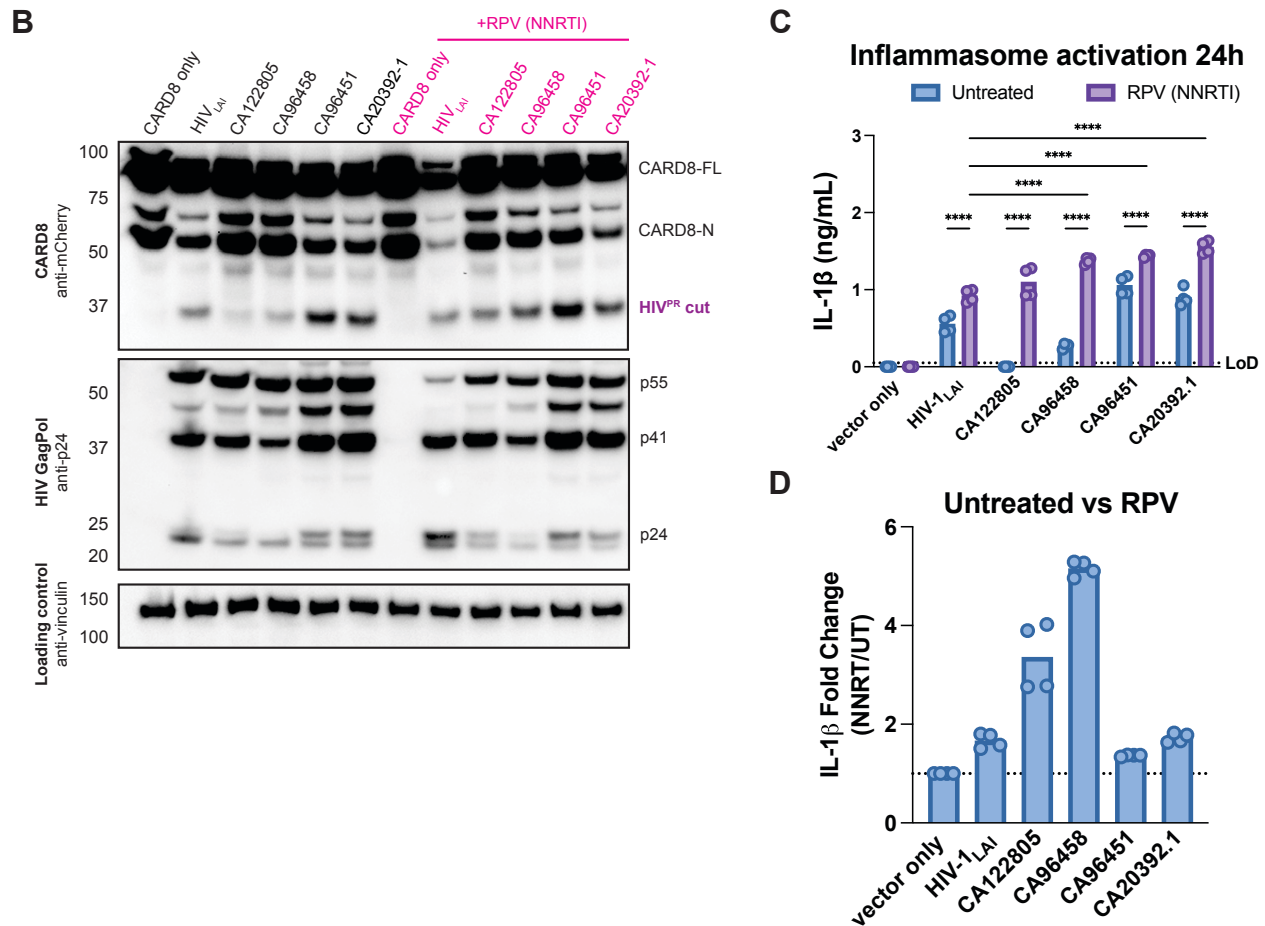 B
+RPV (NNRTI)
CARD8 only
HIV LAI
CA122805
CA96458
CA96451
CA20392-1
CARD8 only
HIV LAI
CA122805
CA96458
CA96451
CA20392-1
CARD8
anti-mCherry
100
75
50
37
CARD8-FL
CARD8-N
HIVPR cut
HIV GagPol
anti-p24
50
37
25
20
p55
p41
p24
Loading control
anti-vinculin
150
100
C
Inflammasome activation 24h
Untreated
RPV (NNRTI)
IL-1β (ng/mL)
3
2
1
0
****
****
****
**** **** **** **** ****
LoD
vector only
HIV-1LAI
CA122805
CA96458
CA96451
CA20392.1
D
Untreated vs RPV
IL-1β Fold Change
(NNRT/UT)
6
4
2
0
vector only
HIV-1LAI
CA122805
CA96458
CA96451
CA20392.1